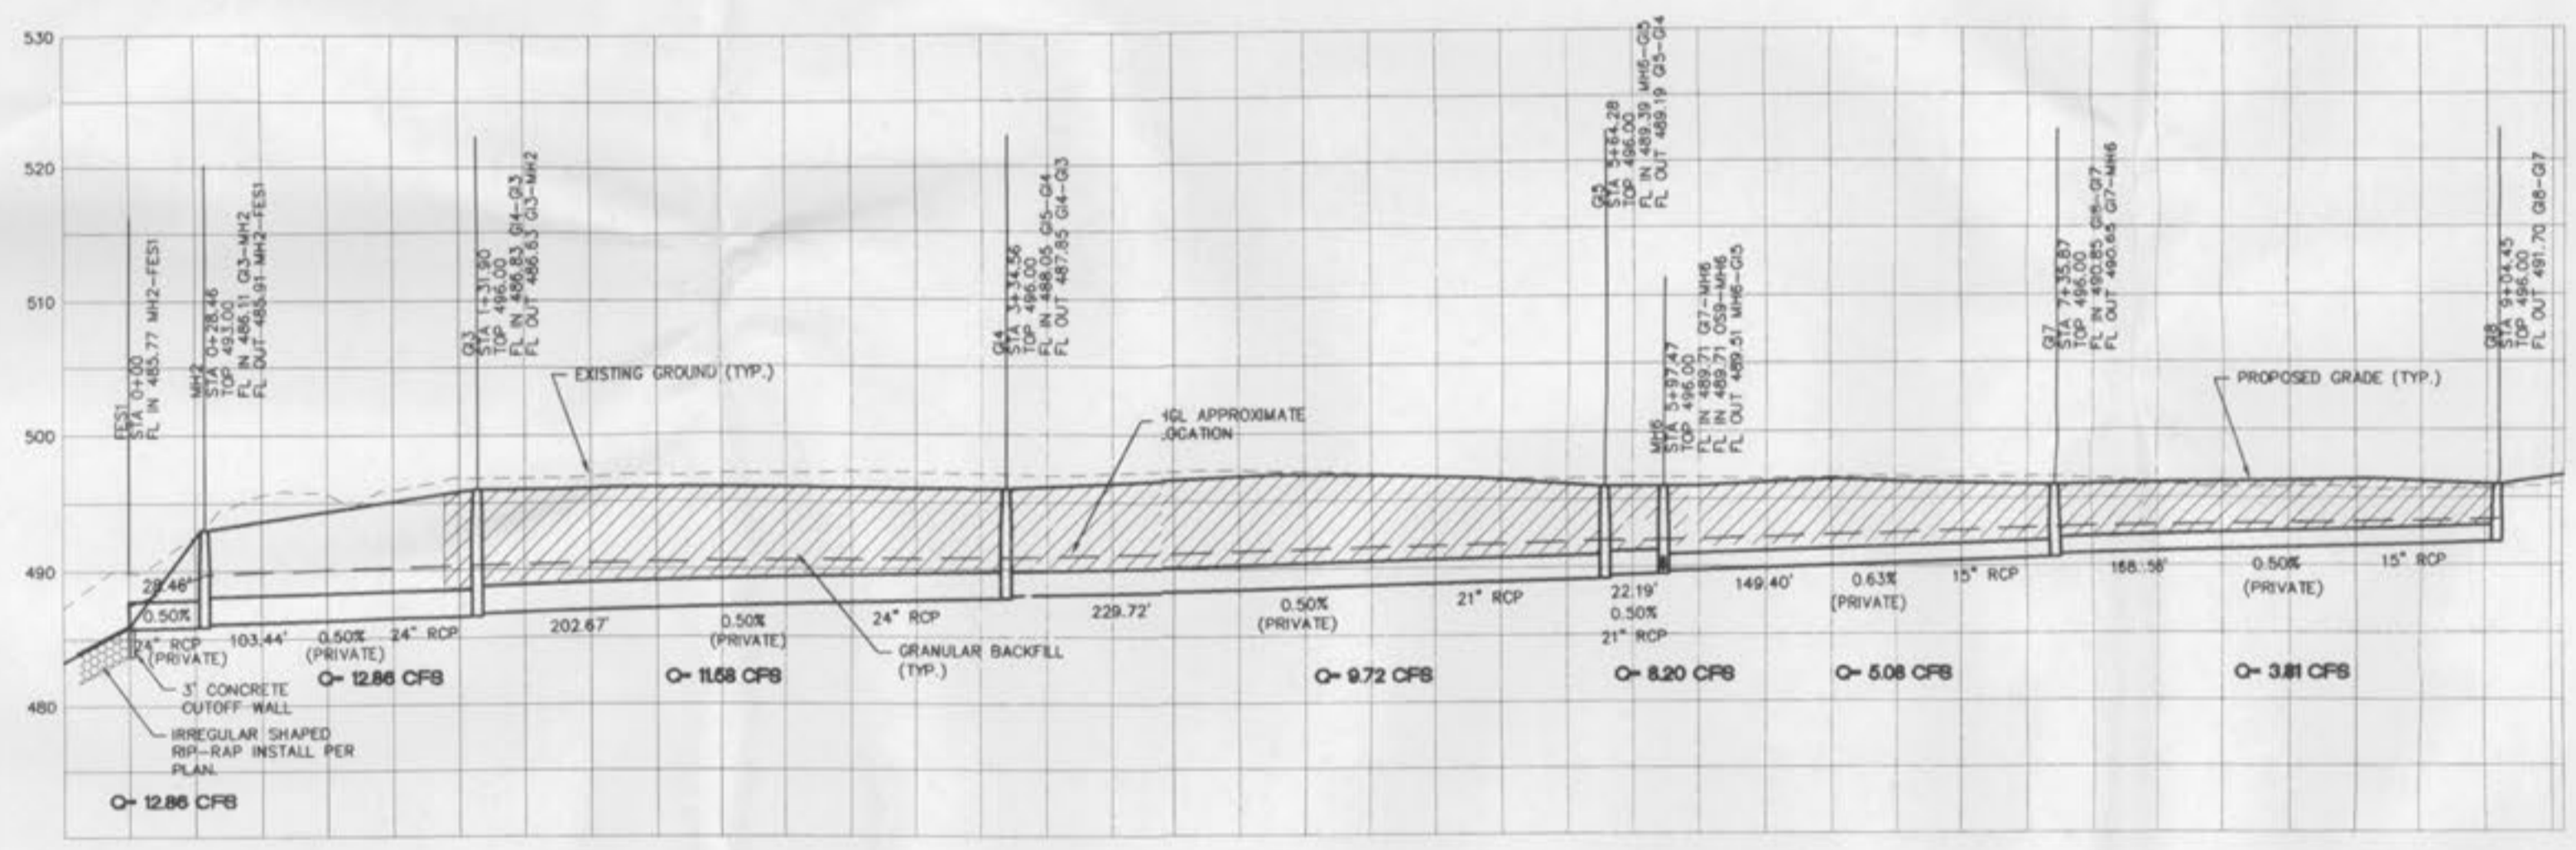 530
520
510
500
490
480
FES1
STA 0+00
FL IN 485.77 MH2-FES1
MH2
STA 0+28.46
TOP 493.00
FL IN 486.11 GI3-MH2
FL OUT 485.91 MH2-FES1
GI3
STA 1+31.90
TOP 496.00
FL IN 486.83 GI4-GI3
FL OUT 486.63 GI3-MH2
GI4
STA 3+34.56
TOP 496.00
FL IN 488.05 GI5-GI4
FL OUT 487.85 GI4-GI3
GI5
STA 5+64.28
TOP 496.00
FL IN 489.39 MH6-GI5
FL OUT 489.19 GI5-GI4
MH6
STA 5+97.47
TOP 496.00
FL IN 489.71 GI7-MH6
FL IN 489.71 OS9-MH6
FL OUT 489.51 MH6-GI5
GI7
STA 7+35.87
TOP 496.00
FL IN 490.85 GI8-GI7
FL OUT 490.65 GI7-MH6
GI8
STA 9+04.45
TOP 496.00
FL OUT 491.70 GI8-GI7
EXISTING GROUND (TYP.)
HGL APPROXIMATE
LOCATION
PROPOSED GRADE (TYP.)
28.46'
0.50%
24" RCP
(PRIVATE)
103.44'
0.50%
24" RCP
(PRIVATE)
202.67'
0.50%
24" RCP
(PRIVATE)
229.72'
0.50%
21" RCP
(PRIVATE)
22.19'
0.50%
21" RCP
149.40'
0.63%
15" RCP
(PRIVATE)
168.58'
0.50%
15" RCP
(PRIVATE)
GRANULAR BACKFILL
(TYP.)
Q= 12.86 CFS
Q= 11.58 CFS
Q= 9.72 CFS
Q= 8.20 CFS
Q= 5.08 CFS
Q= 3.81 CFS
3' CONCRETE
CUTOFF WALL
IRREGULAR SHAPED
RIP-RAP INSTALL PER
PLAN.
Q= 12.86 CFS